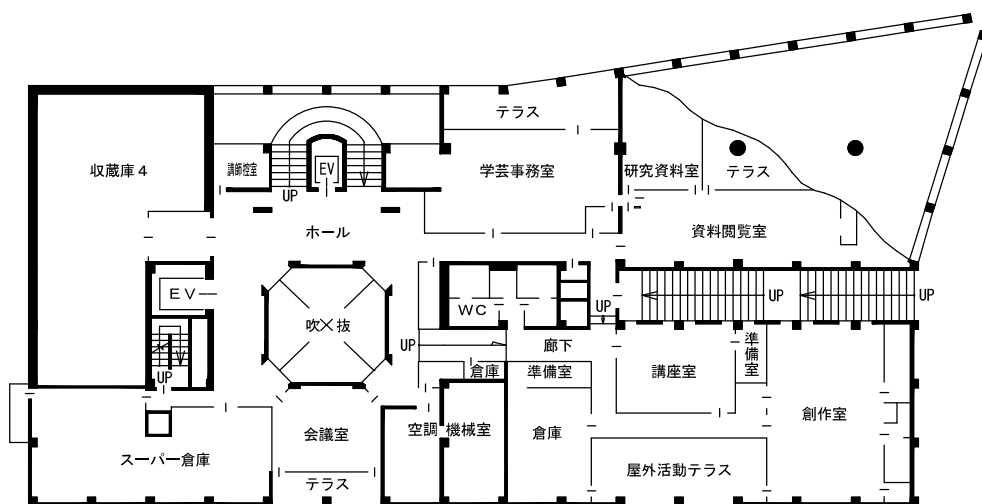 テラス
収蔵庫4
講師控室
EV
学芸事務室
研究資料室
テラス
UP
ホール
資料閲覧室
EV
WC
UP
UP
UP
吹
抜
UP
廊下
準備室
UP
倉庫
準備室
講座室
創作室
会議室
空調
機械室
倉庫
スーパー倉庫
テラス
屋外活動テラス